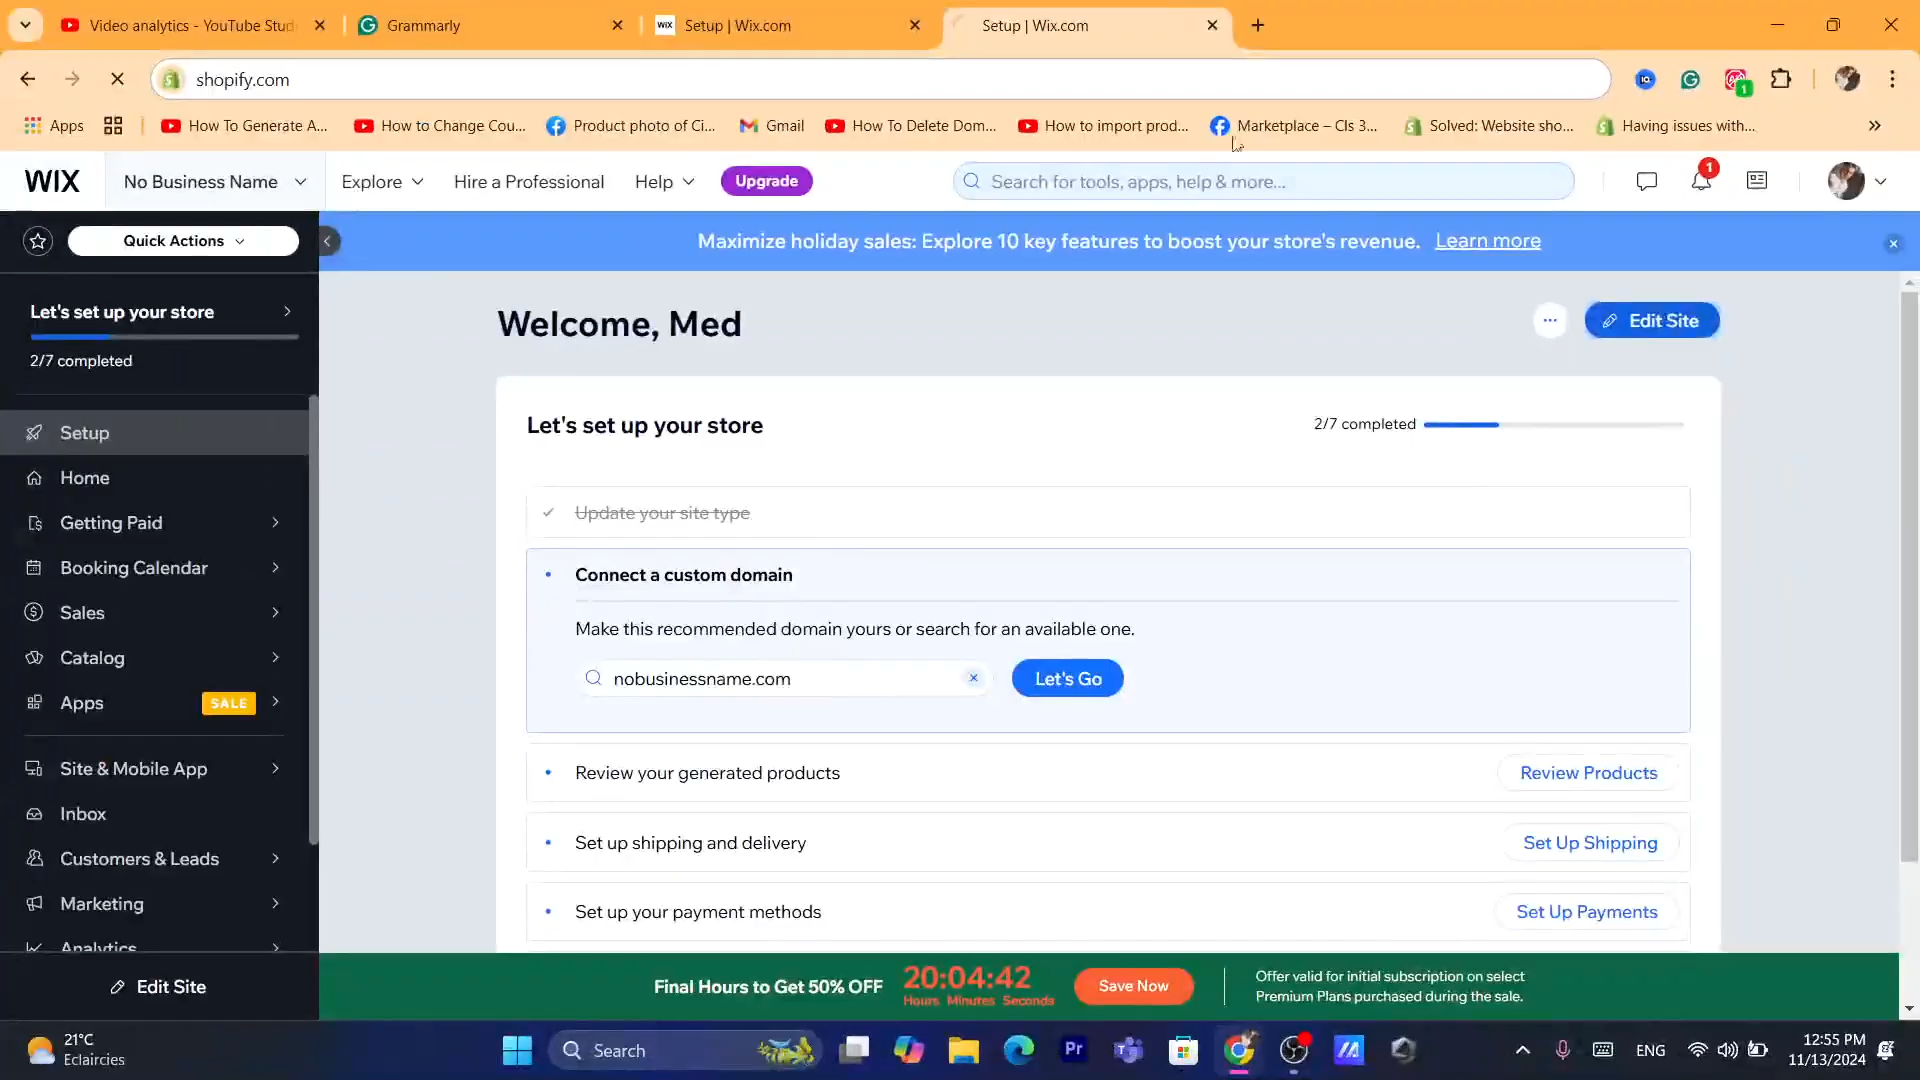 Video analytics - YouTube Stud
Grammarly
WIX Setup | Wix.com
Setup | Wix.com
shopify.com
Apps
How To Generate A...
How to Change Cou...
Product photo of Ci...
Gmail
How To Delete Dom...
How to import prod...
Marketplace – Cls 3...
Solved: Website sho...
Having issues with...
1
WIX
No Business Name
Explore
Hire a Professional
Help
Upgrade
Search for tools, apps, help & more...
1
Quick Actions
Maximize holiday sales: Explore 10 key features to boost your store's revenue. Learn more
Let's set up your store
2/7 completed
Setup
Home
Getting Paid
Booking Calendar
Sales
Catalog
Apps SALE
Site & Mobile App
Inbox
Customers & Leads
Marketing
Analytics
Edit Site
Welcome, Med
Edit Site
Let's set up your store
2/7 completed
Update your site type
Connect a custom domain
Make this recommended domain yours or search for an available one.
nobusinessname.com
Let's Go
Review your generated products
Review Products
Set up shipping and delivery
Set Up Shipping
Set up your payment methods
Set Up Payments
Final Hours to Get 50% OFF
20:04:42
Hours Minutes Seconds
Save Now
Offer valid for initial subscription on select
Premium Plans purchased during the sale.
21°C
Eclaircies
Search
Pr
ENG
12:55 PM
11/13/2024